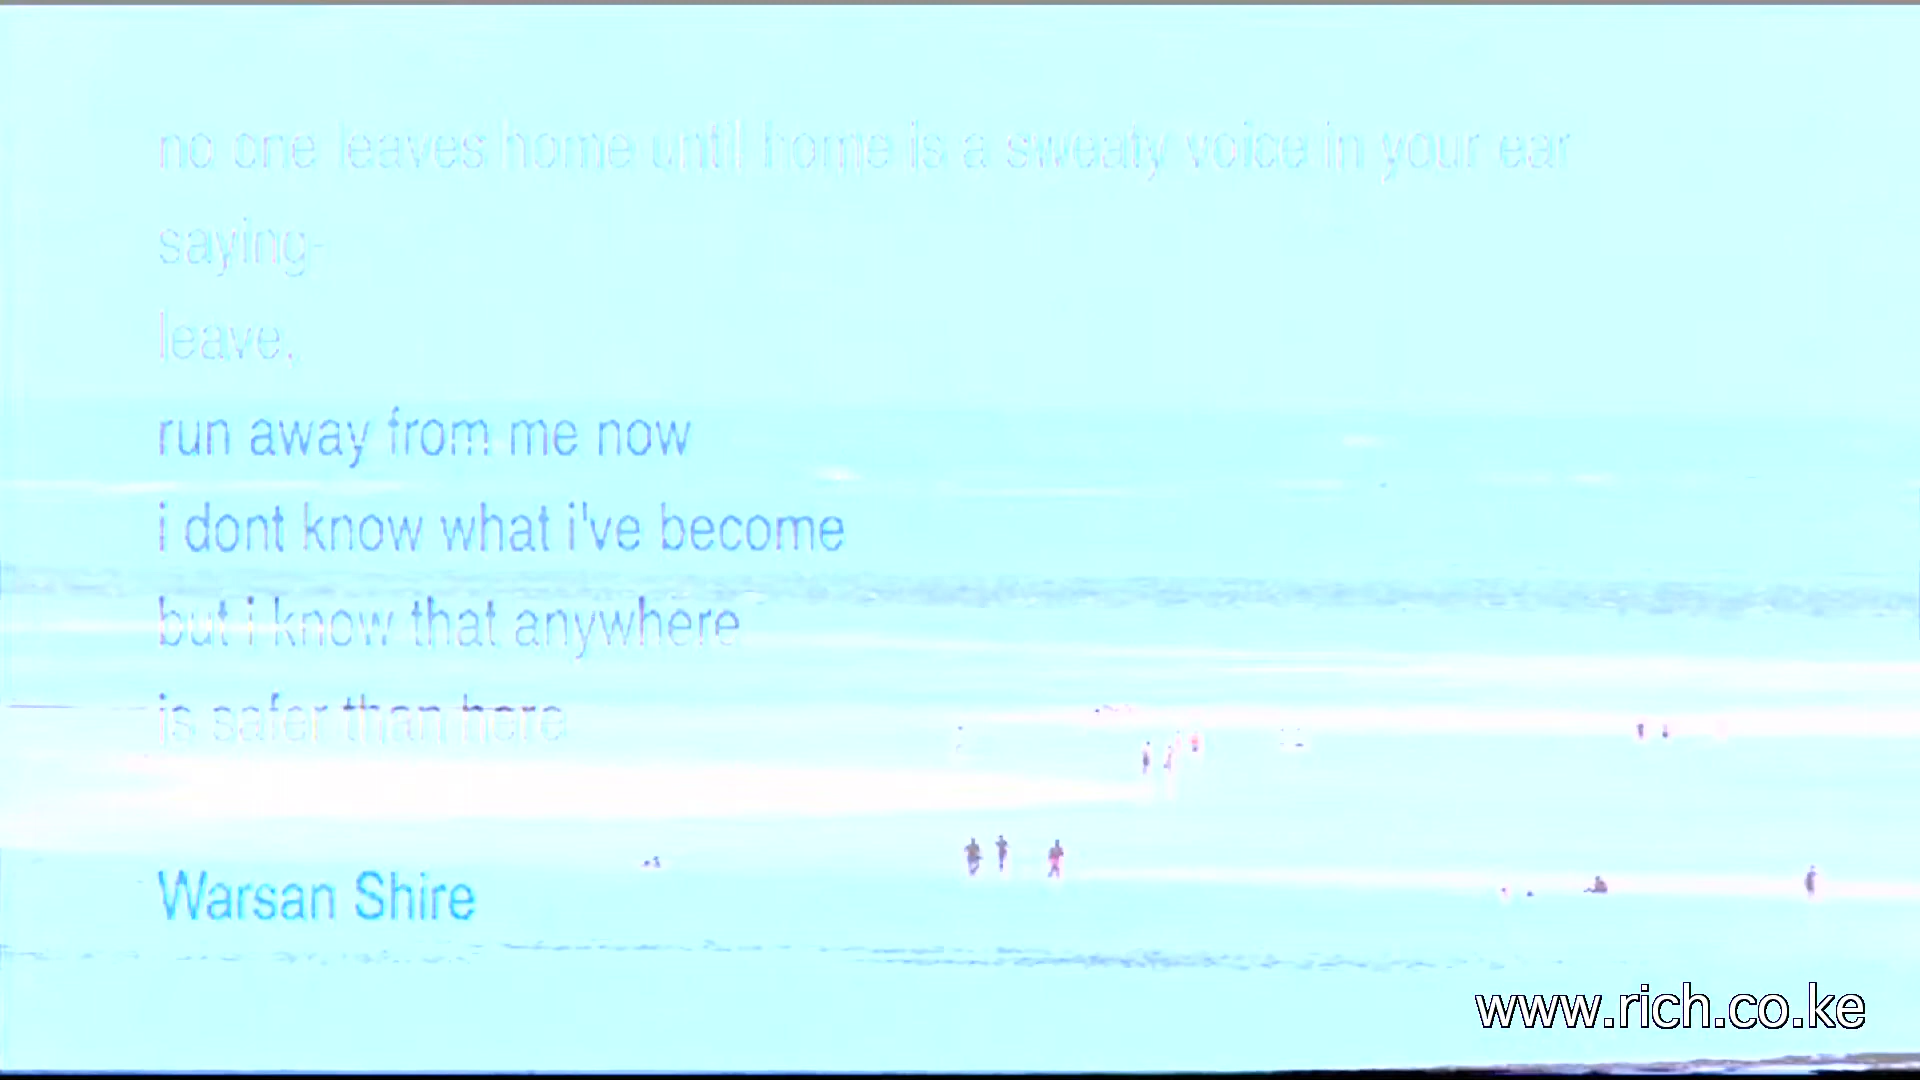 no one leaves home until home is a sweaty voice in your ear
saying-
leave,
run away from me now
i dont know what i've become
but i know that anywhere
is safer than here
Warsan Shire
www.rich.co.ke